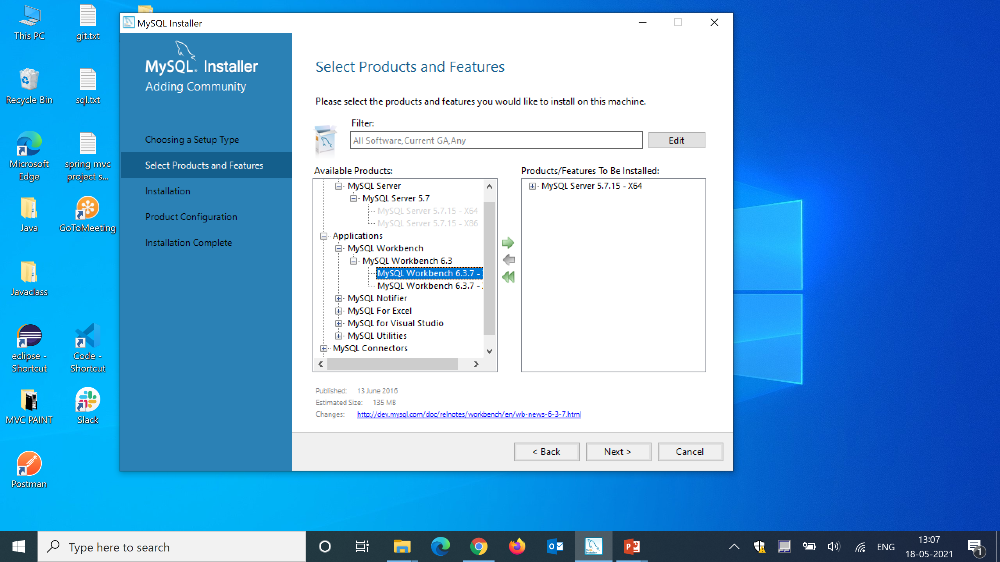 This PC
git.txt
Recycle Bin
sql.txt
Microsoft
Edge
spring mvc
project s...
Java
GoToMeeting
Javaclass
eclipse -
Shortcut
Code -
Shortcut
MVC PAINT
Slack
Postman
MySQL Installer
MySQL. Installer
Adding Community
Choosing a Setup Type
Select Products and Features
Installation
Product Configuration
Installation Complete
Select Products and Features
Please select the products and features you would like to install on this machine.
Filter:
All Software,Current GA,Any
Edit
Available Products:
MySQL Server
MySQL Server 5.7
MySQL Server 5.7.15 - X64
MySQL Server 5.7.15 - X86
Applications
MySQL Workbench
MySQL Workbench 6.3
MySQL Workbench 6.3.7 -
MySQL Workbench 6.3.7 -
MySQL Notifier
MySQL For Excel
MySQL for Visual Studio
MySQL Utilities
MySQL Connectors
Products/Features To Be Installed:
MySQL Server 5.7.15 - X64
Published: 13 June 2016
Estimated Size: 135 MB
Changes: http://dev.mysql.com/doc/relnotes/workbench/en/wb-news-6-3-7.html
< Back
Next >
Cancel
Type here to search
MySQL
Installer
ENG
13:07
18-05-2021
1